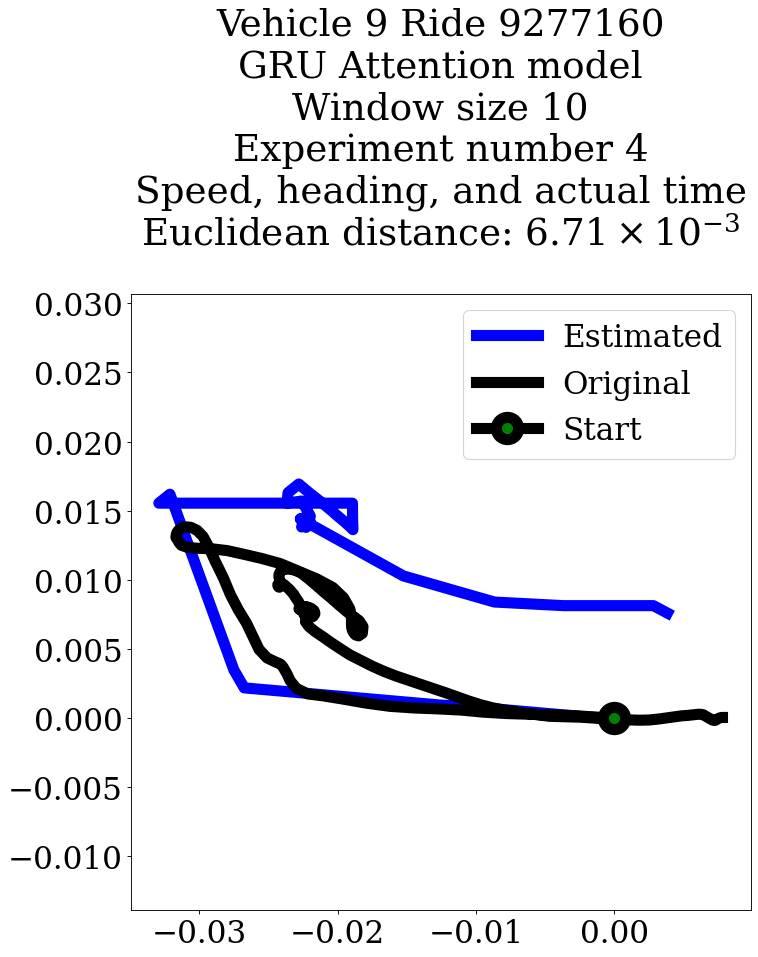 Vehicle 9 Ride 9277160
GRU Attention model
Window size 10
Experiment number 4
Speed, heading, and actual time
Euclidean distance: 6.71 × 10⁻³
0.030
0.025
0.020
0.015
0.010
0.005
0.000
−0.005
−0.010
Estimated
Original
Start
−0.03
−0.02
−0.01
0.00